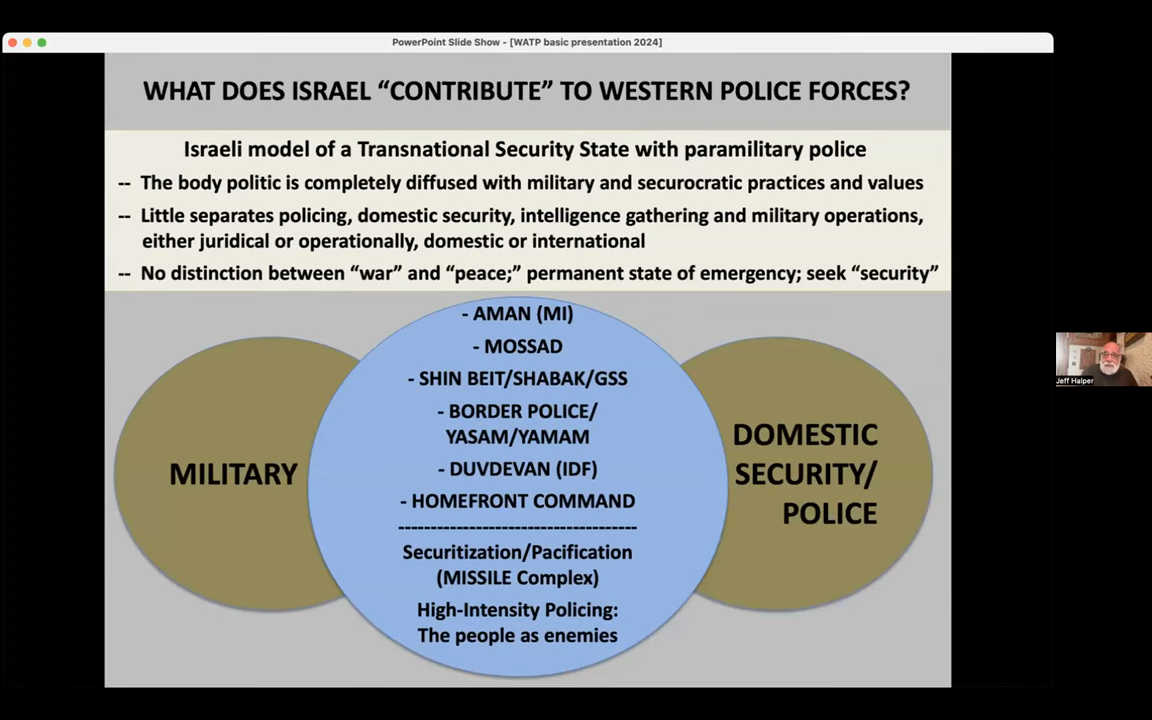 PowerPoint Slide Show - [WATP basic presentation 2024]
WHAT DOES ISRAEL “CONTRIBUTE” TO WESTERN POLICE FORCES?
Israeli model of a Transnational Security State with paramilitary police
-- The body politic is completely diffused with military and securocratic practices and values
-- Little separates policing, domestic security, intelligence gathering and military operations,
either juridical or operationally, domestic or international
-- No distinction between “war” and “peace;” permanent state of emergency; seek “security”
MILITARY
- AMAN (MI)
- MOSSAD
- SHIN BEIT/SHABAK/GSS
- BORDER POLICE/
YASAM/YAMAM
- DUVDEVAN (IDF)
- HOMEFRONT COMMAND
-------------------------------------
Securitization/Pacification
(MISSILE Complex)
High-Intensity Policing:
The people as enemies
DOMESTIC
SECURITY/
POLICE
Jeff Halper